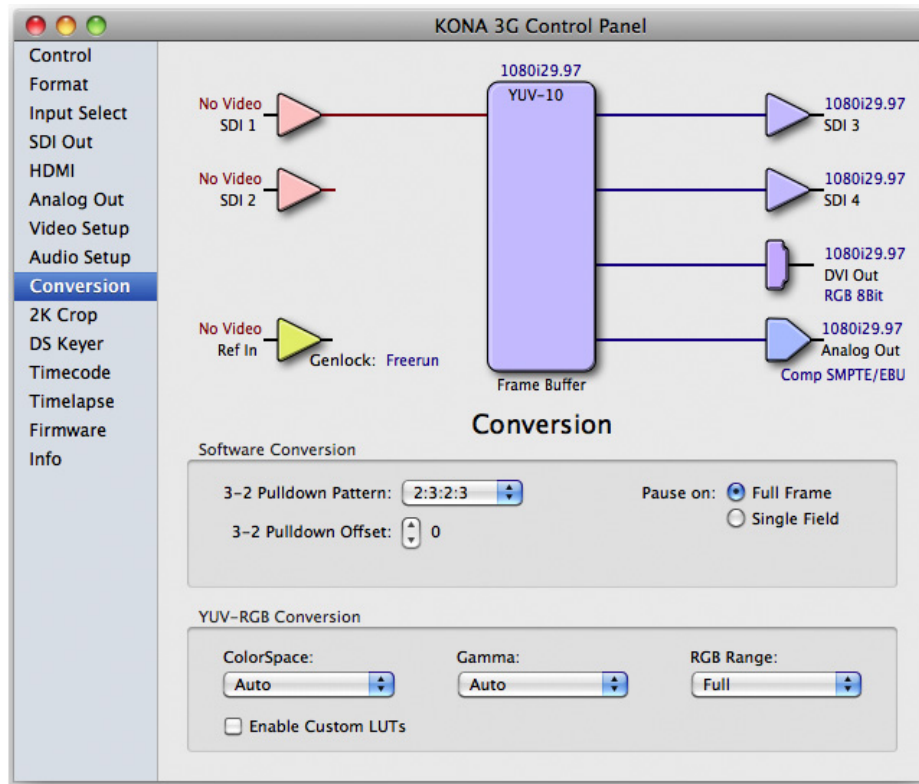 KONA 3G Control Panel
Control
Format
Input Select
SDI Out
HDMI
Analog Out
Video Setup
Audio Setup
Conversion
2K Crop
DS Keyer
Timecode
Timelapse
Firmware
Info
1080i29.97
YUV-10
No Video
SDI 1
No Video
SDI 2
No Video
Ref In
Genlock: Freerun
Frame Buffer
1080i29.97
SDI 3
1080i29.97
SDI 4
1080i29.97
DVI Out
RGB 8Bit
1080i29.97
Analog Out
Comp SMPTE/EBU
Conversion
Software Conversion
3-2 Pulldown Pattern: 2:3:2:3
3-2 Pulldown Offset: 0
Pause on: Full Frame
Single Field
YUV-RGB Conversion
ColorSpace: Gamma: RGB Range:
Auto Auto Full
Enable Custom LUTs